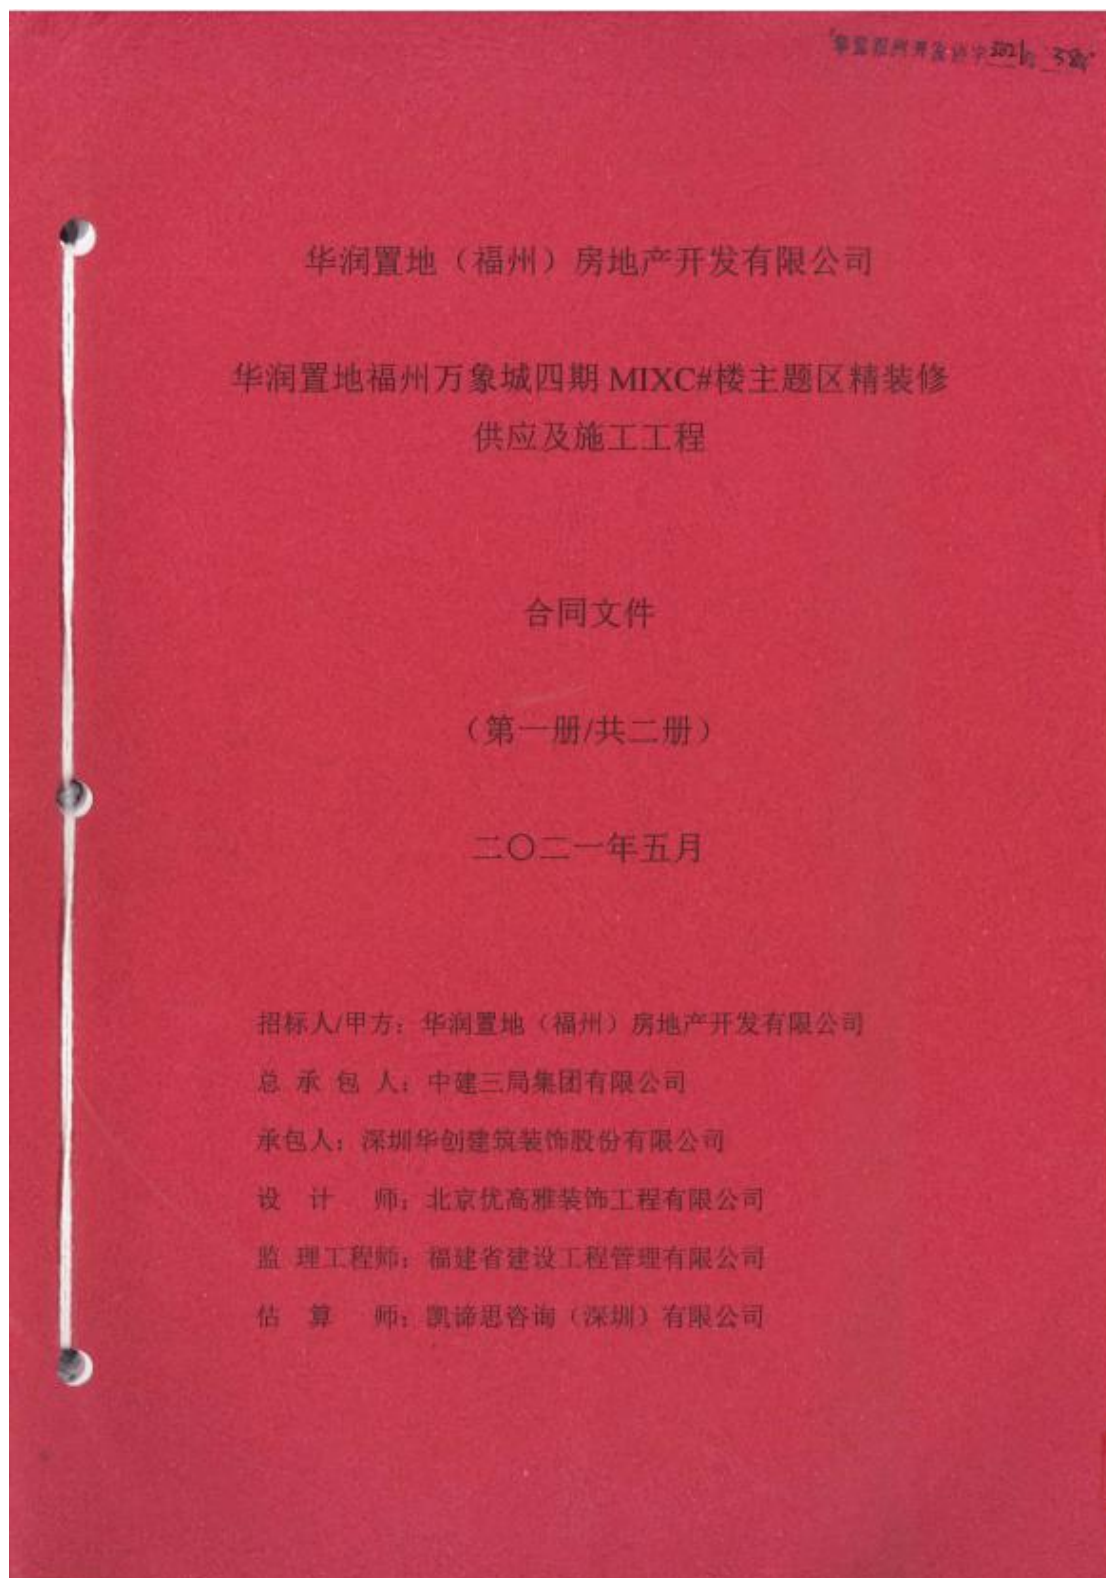 华润置地（福州）房地产开发有限公司
华润置地福州万象城四期 MIXC#楼主题区精装修
供应及施工工程
合同文件
（第一册/共二册）
二〇二一年五月
招标人/甲方：华润置地（福州）房地产开发有限公司
总 承 包 人：中建三局集团有限公司
承包人：深圳华创建筑装饰股份有限公司
设 计 师：北京优高雅装饰工程有限公司
监 理工程师：福建省建设工程管理有限公司
估 算 师：凯谛思咨询（深圳）有限公司